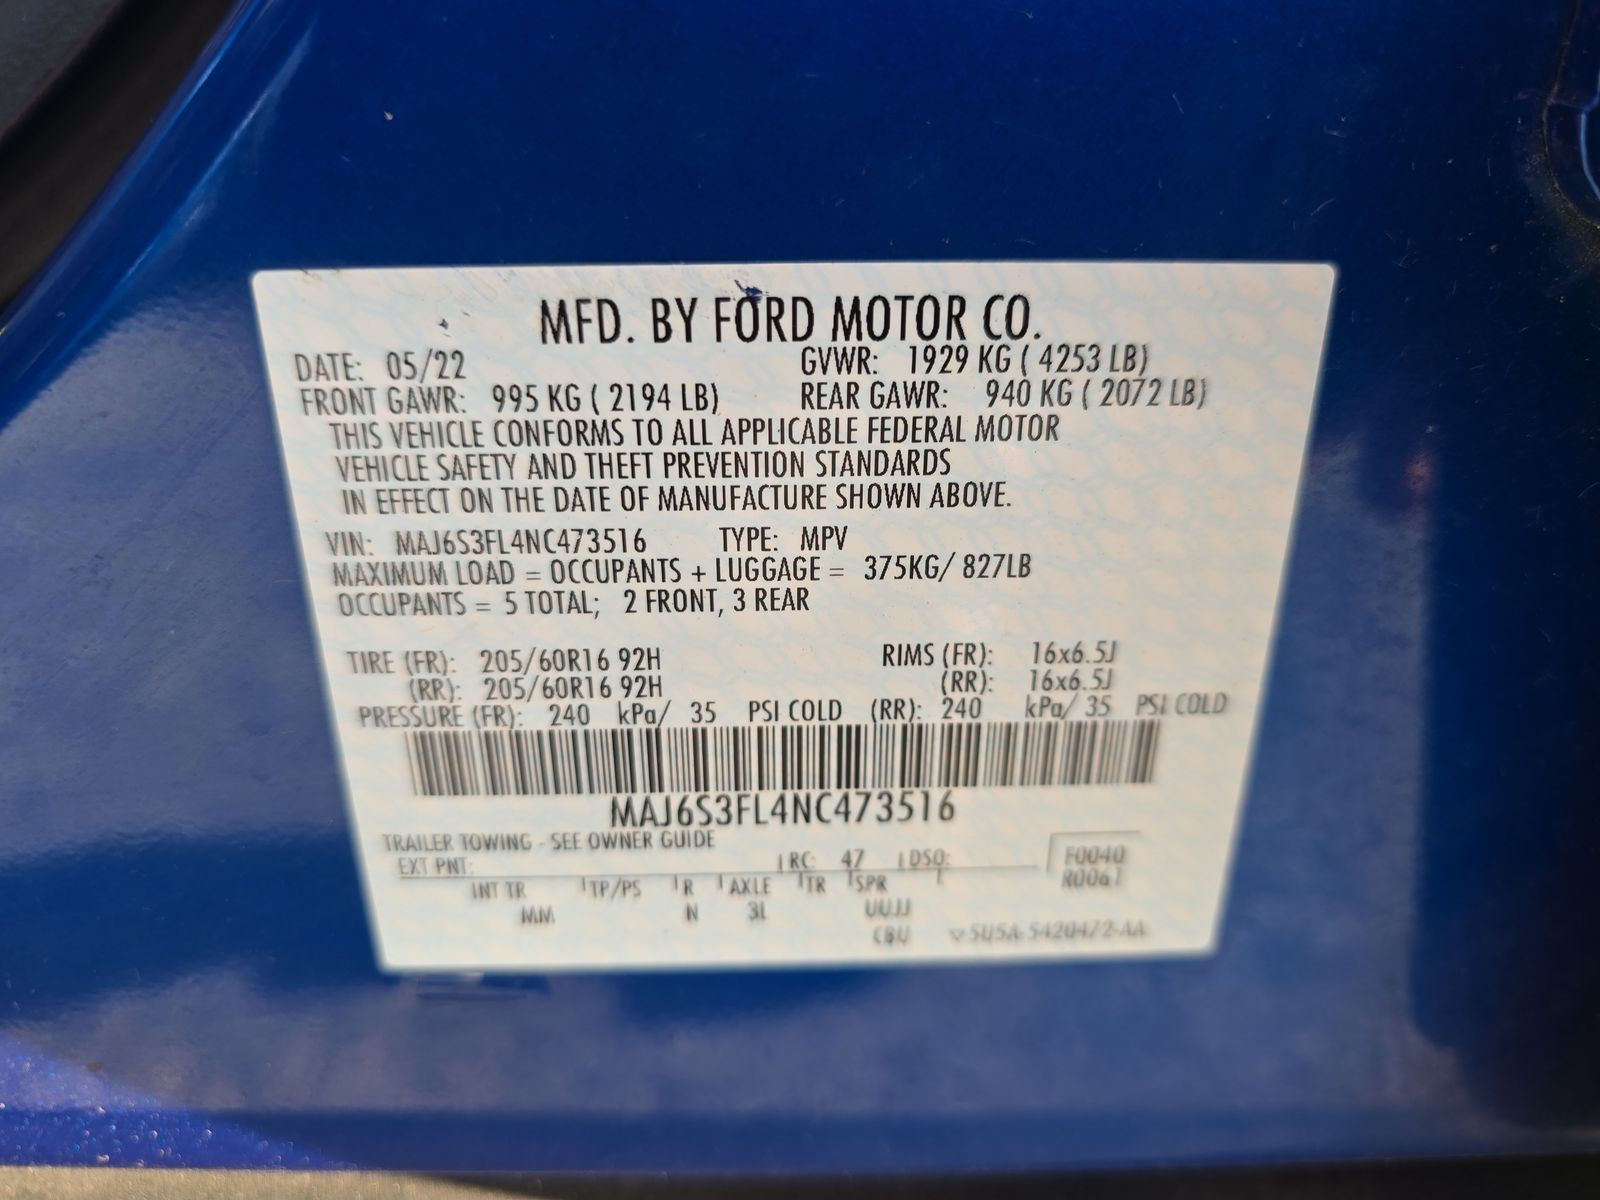 MFD. BY FORD MOTOR CO.
DATE: 05/22 GVWR: 1929 KG ( 4253 LB)
FRONT GAWR: 995 KG ( 2194 LB) REAR GAWR: 940 KG ( 2072 LB)
THIS VEHICLE CONFORMS TO ALL APPLICABLE FEDERAL MOTOR
VEHICLE SAFETY AND THEFT PREVENTION STANDARDS
IN EFFECT ON THE DATE OF MANUFACTURE SHOWN ABOVE.
VIN: MAJ6S3FL4NC473516 TYPE: MPV
MAXIMUM LOAD = OCCUPANTS + LUGGAGE = 375KG/ 827LB
OCCUPANTS = 5 TOTAL; 2 FRONT, 3 REAR
TIRE (FR): 205/60R16 92H RIMS (FR): 16x6.5J
(RR): 205/60R16 92H (RR): 16x6.5J
PRESSURE (FR): 240 kPa/ 35 PSI COLD (RR): 240 kPa/ 35 PSI COLD
MAJ6S3FL4NC473516
TRAILER TOWING - SEE OWNER GUIDE
EXT PNT: RC: 47 DSO: F0040
R0061
INT TR TP/PS R AXLE TR SPR
MM N 3L UUJJ
CBU 5U5A-5420472-AA